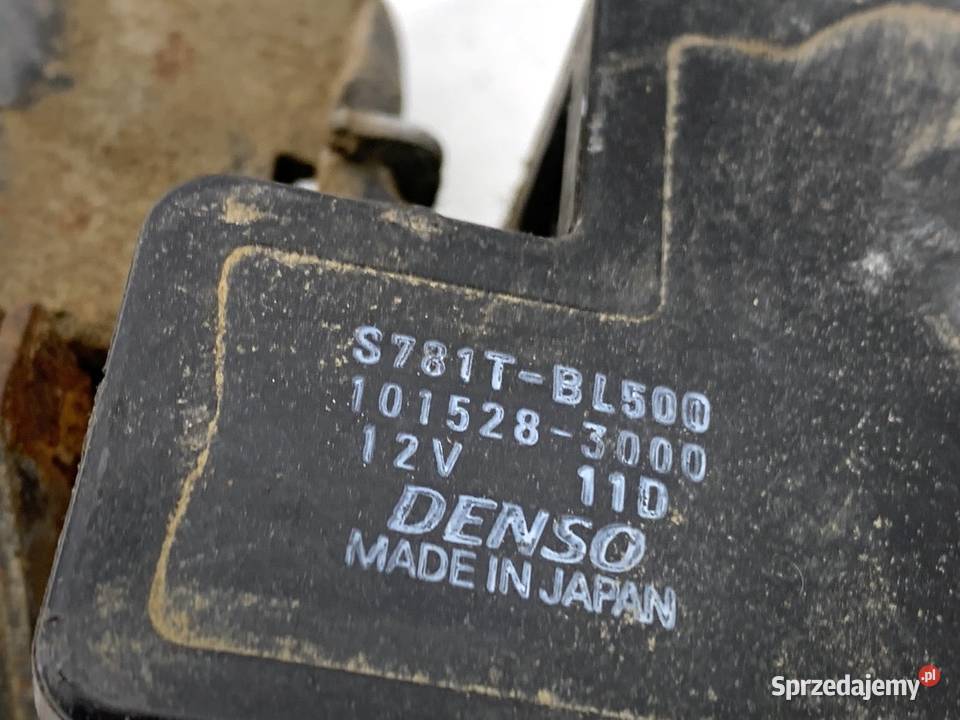 S781T-BL500
101528-3000
12V 11D
DENSO
MADE IN JAPAN
Sprzedajemy.pl